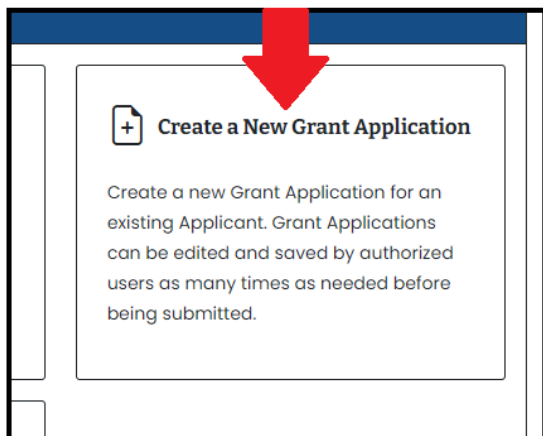 Create a New Grant Application
Create a new Grant Application for an
existing Applicant. Grant Applications
can be edited and saved by authorized
users as many times as needed before
being submitted.